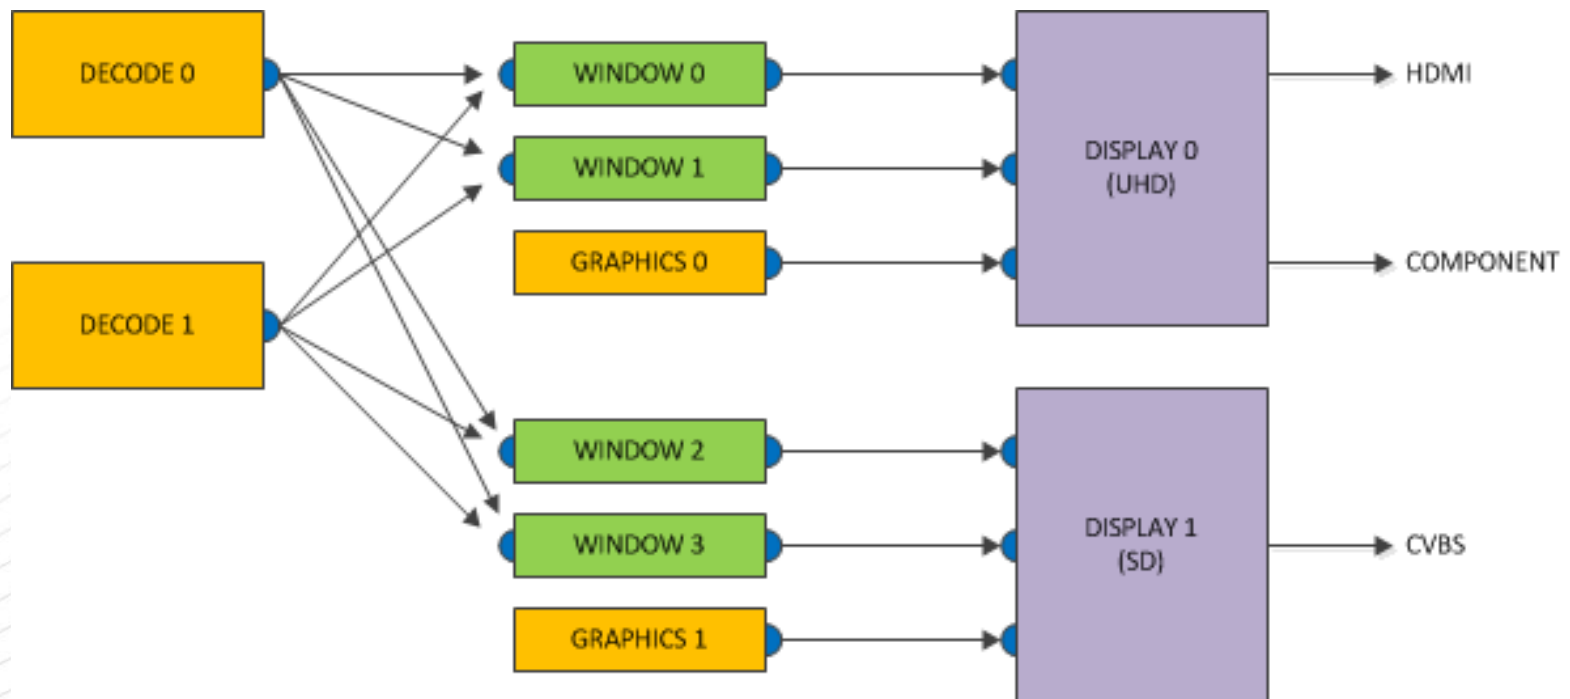 DECODE 0
DECODE 1
WINDOW 0
WINDOW 1
GRAPHICS 0
WINDOW 2
WINDOW 3
GRAPHICS 1
DISPLAY 0
(UHD)
DISPLAY 1
(SD)
HDMI
COMPONENT
CVBS